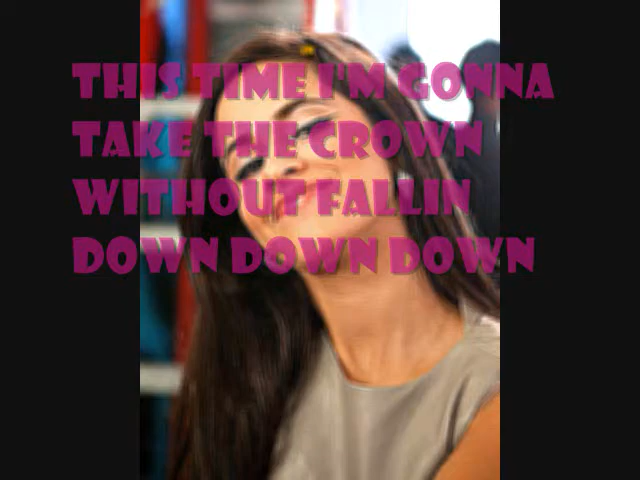 THIS TIME I'M GONNA
TAKE THE CROWN
WITHOUT FALLIN
DOWN DOWN DOWN